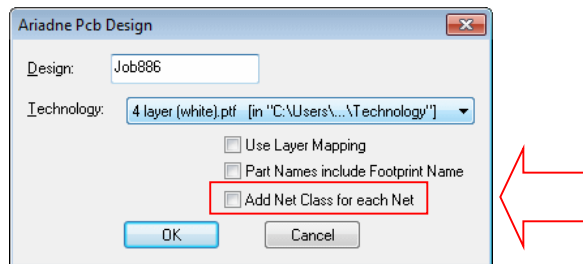 Ariadne Pcb Design
Design: Job886
Technology: 4 layer (white).ptf [in "C:\Users\...\Technology"]
Use Layer Mapping
Part Names include Footprint Name
Add Net Class for each Net
OK Cancel